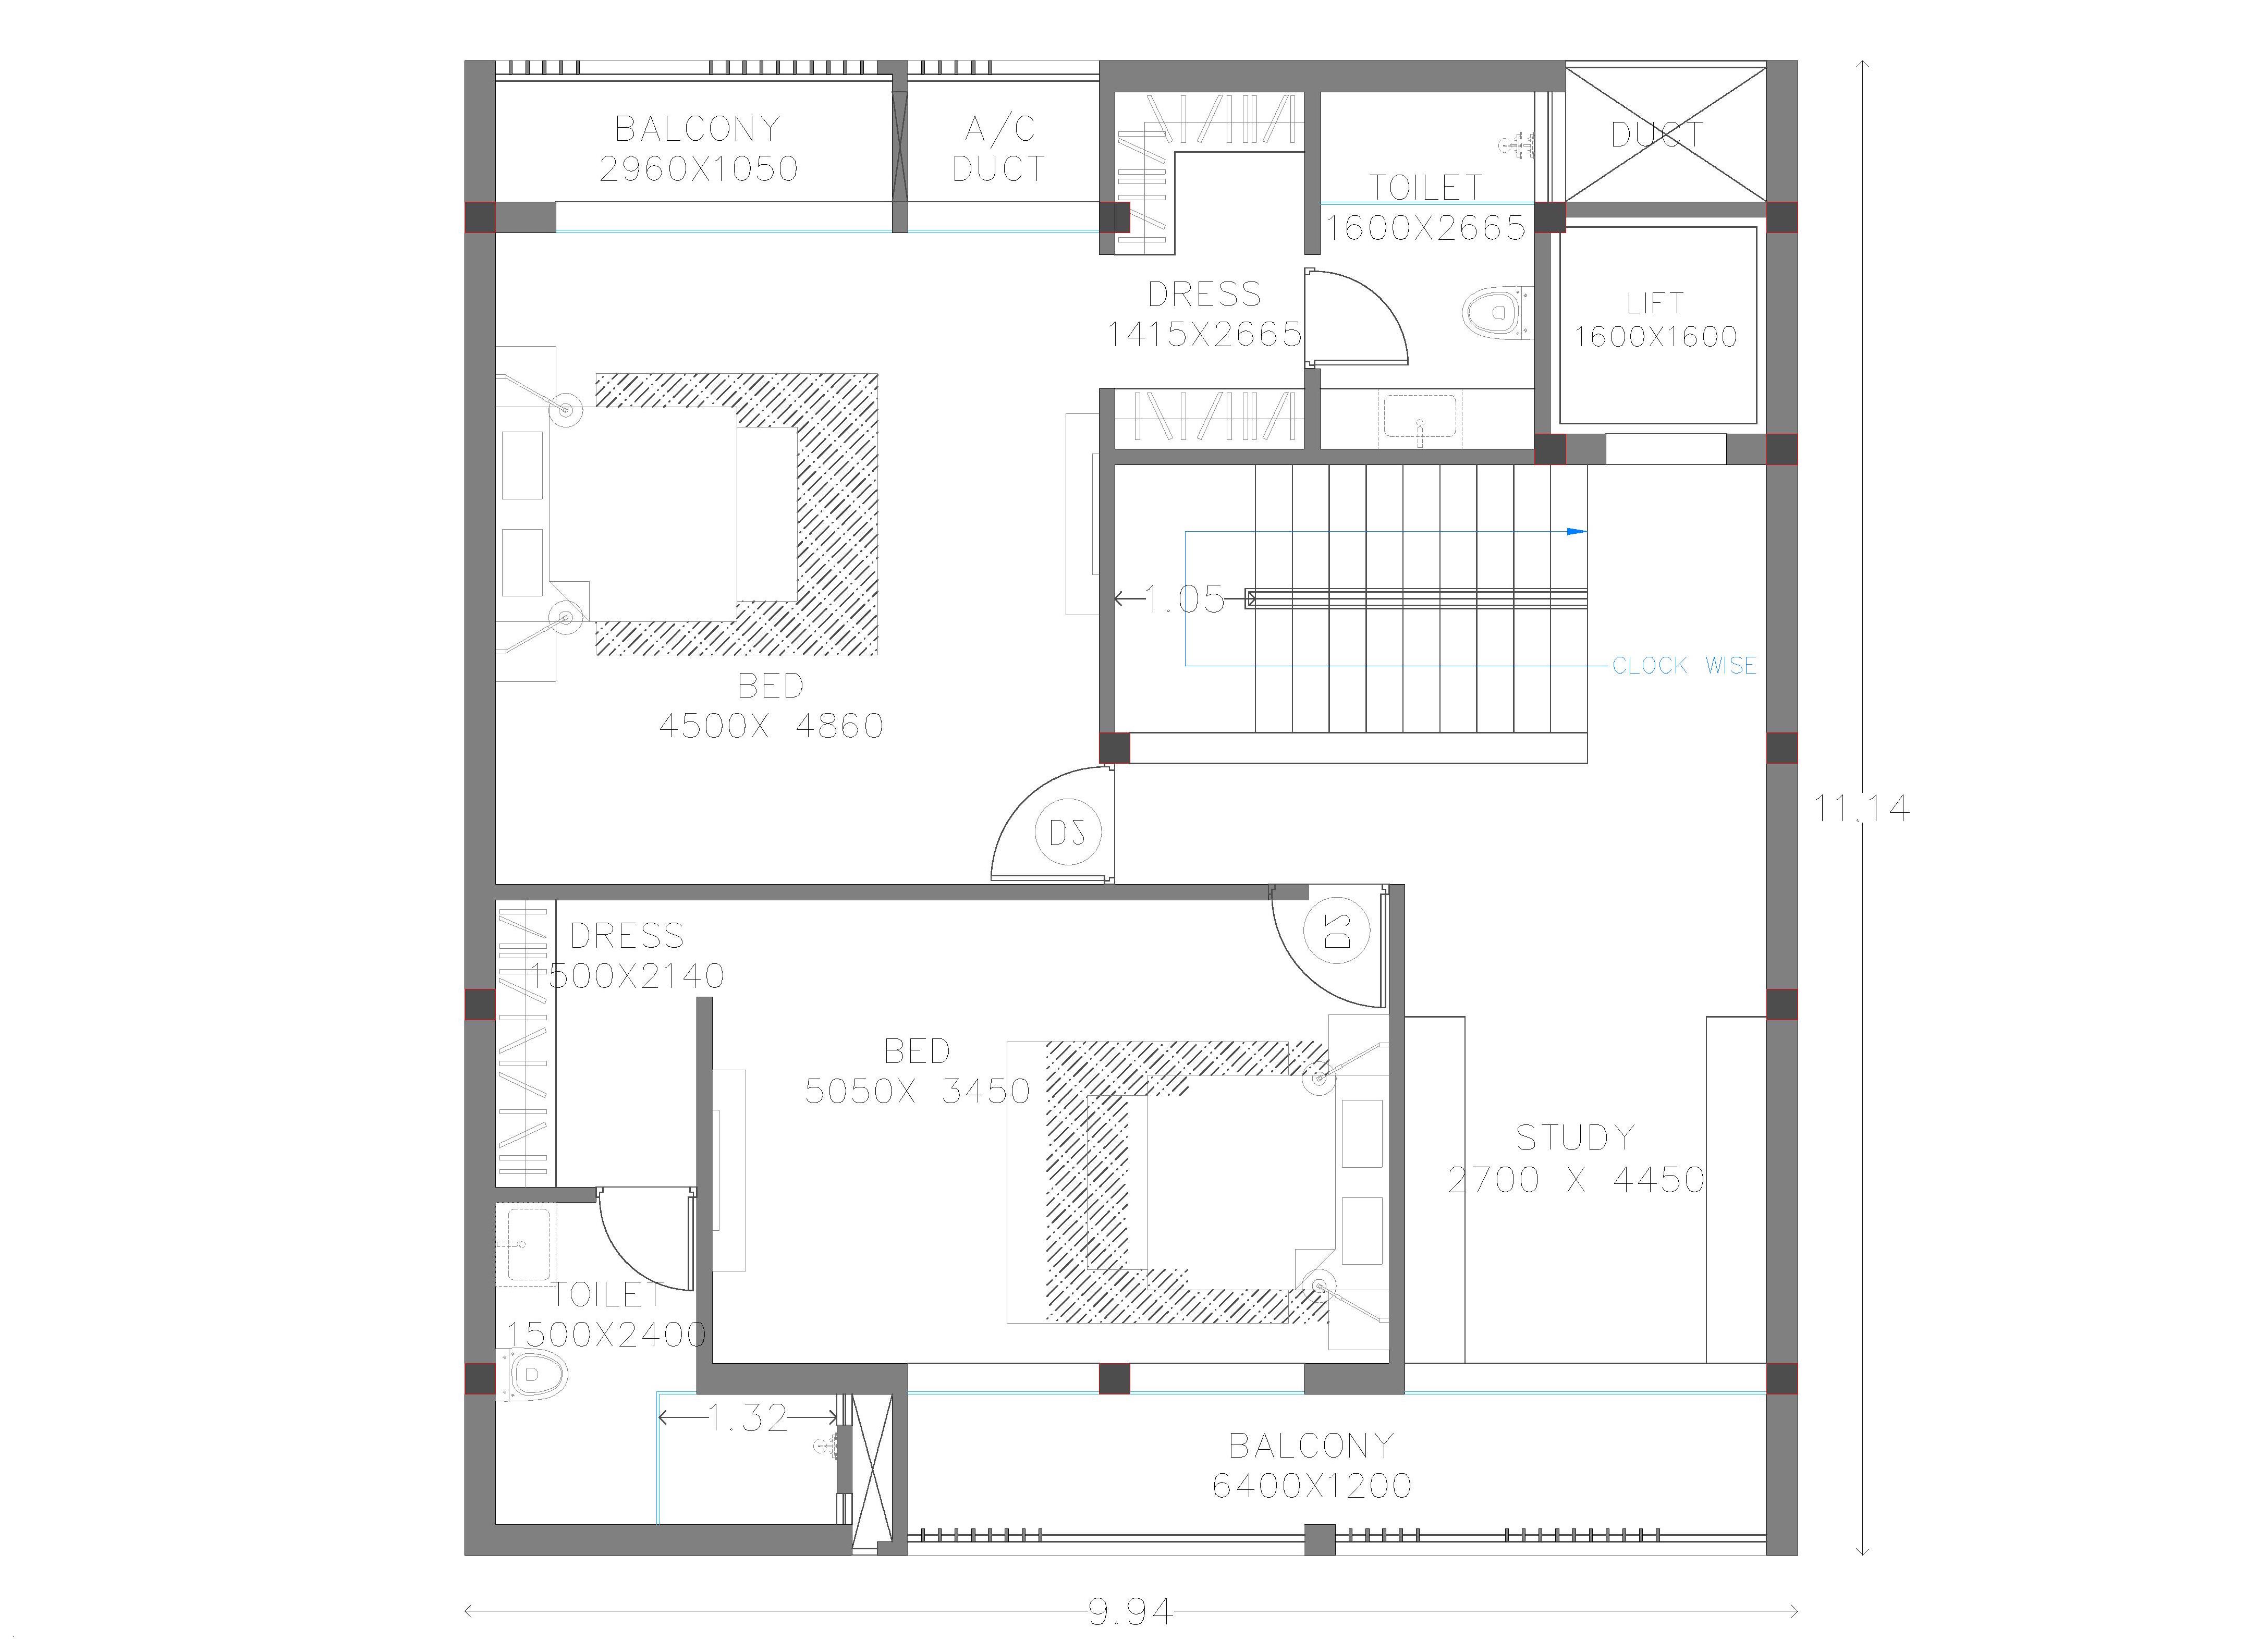 BALCONY
2960X1050
A/C
DUCT
DUCT
TOILET
1600X2665
DRESS
1415X2665
LIFT
1600X1600
1.05
CLOCK WISE
BED
4500X 4860
11.14
D2
D2
DRESS
1500X2140
BED
5050X 3450
STUDY
2700 X 4450
TOILET
1500X2400
1.32
BALCONY
6400X1200
9.94